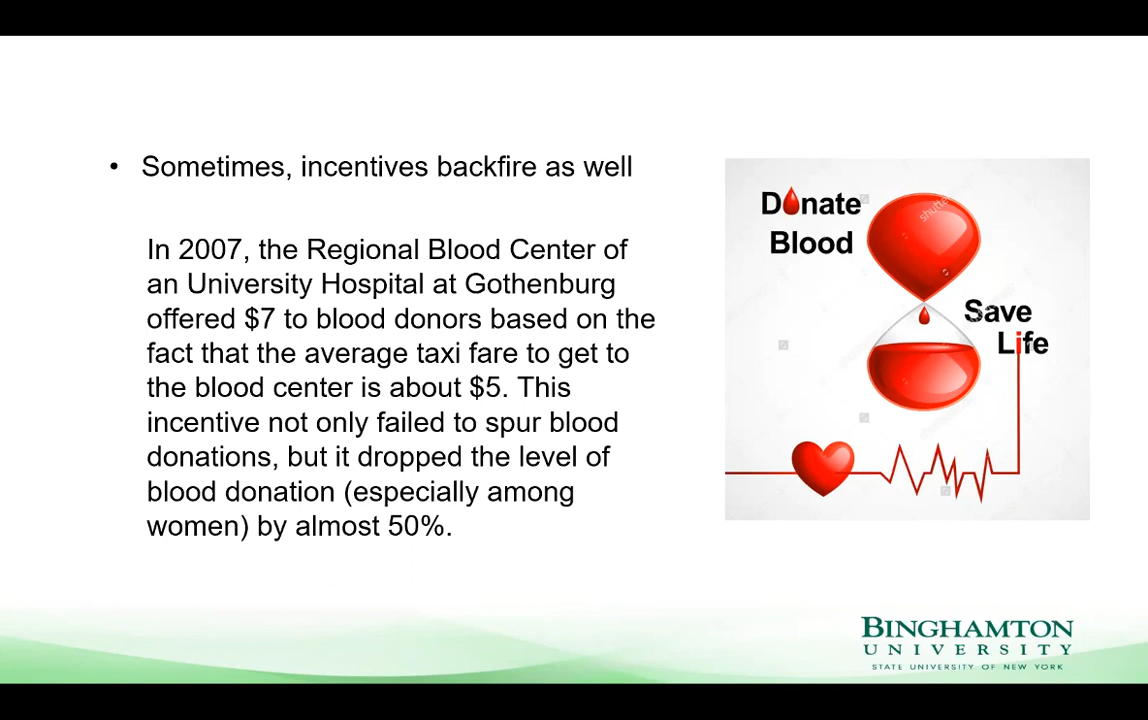 • Sometimes, incentives backfire as well
In 2007, the Regional Blood Center of
an University Hospital at Gothenburg
offered $7 to blood donors based on the
fact that the average taxi fare to get to
the blood center is about $5. This
incentive not only failed to spur blood
donations, but it dropped the level of
blood donation (especially among
women) by almost 50%.
Donate
Blood
Save
Life
BINGHAMTON
UNIVERSITY
STATE UNIVERSITY OF NEW YORK